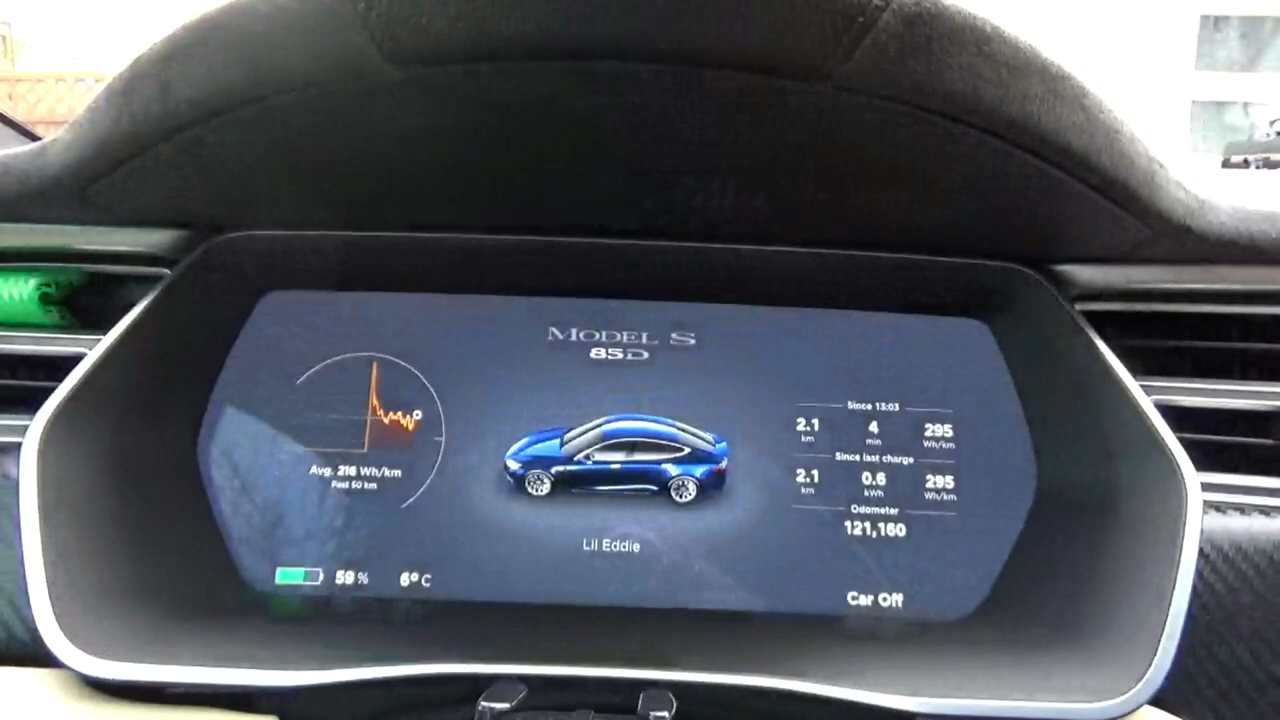 MODEL S
85D
Avg. 216 Wh/km
Past 50 km
Lil Eddie
59 %
6° C
Since 13:03
2.1 4 295
km min Wh/km
Since last charge
2.1 0.6 295
km kWh Wh/km
Odometer
121,160
Car Off